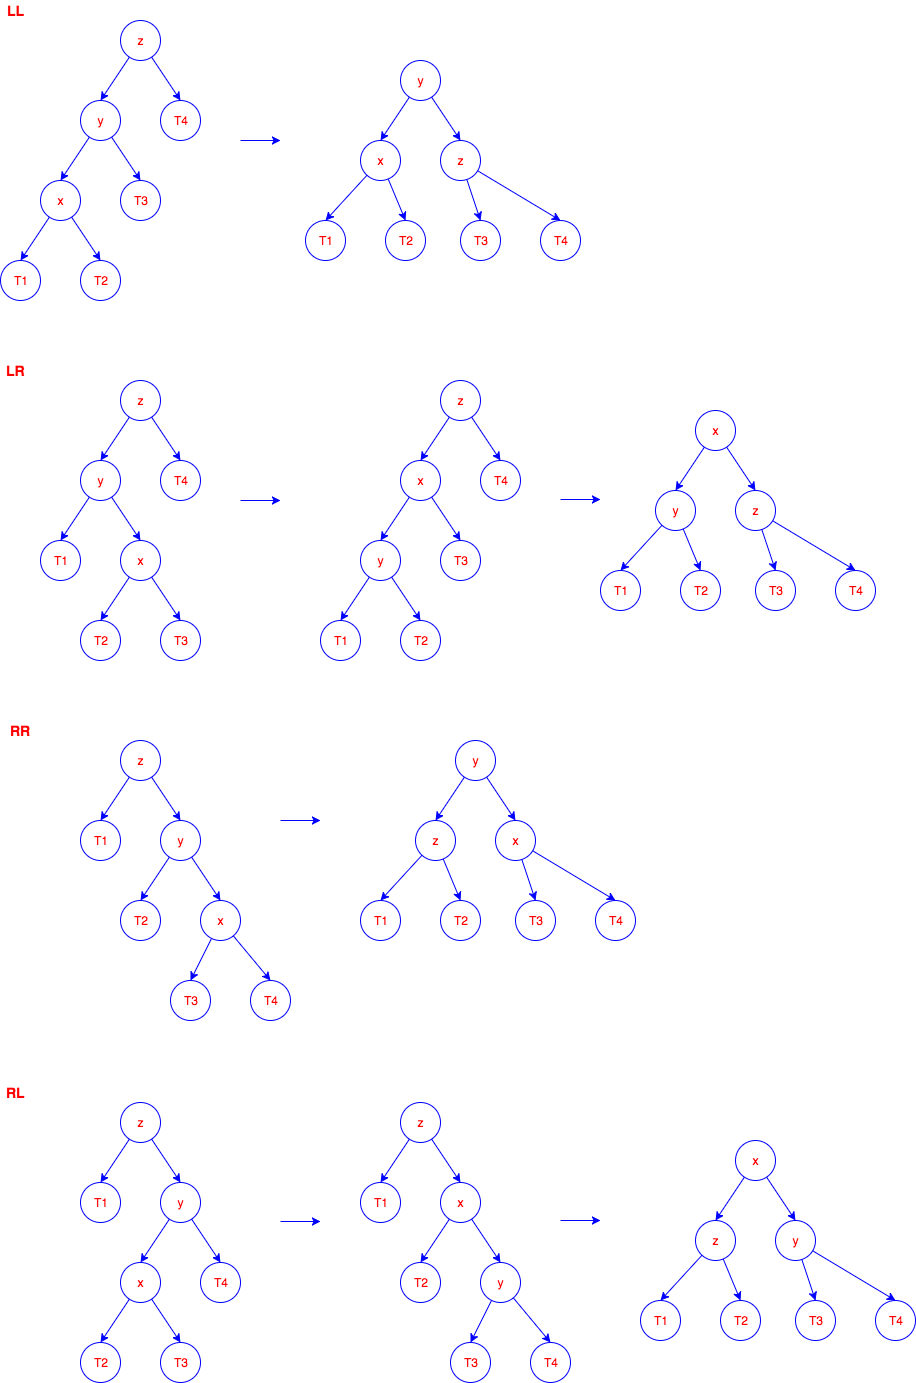 LL
z
y
y T4
x z
x T3
T1 T2 T3 T4
T1 T2
LR
z z
x
y T4 x T4
y z
T1 x y T3
T1 T2 T3 T4
T2 T3 T1 T2
RR
z y
T1 y z x
T2 x T1 T2 T3 T4
T3 T4
RL
z z
x
T1 y T1 x
z y
x T4 T2 y
T1 T2 T3 T4
T2 T3 T3 T4